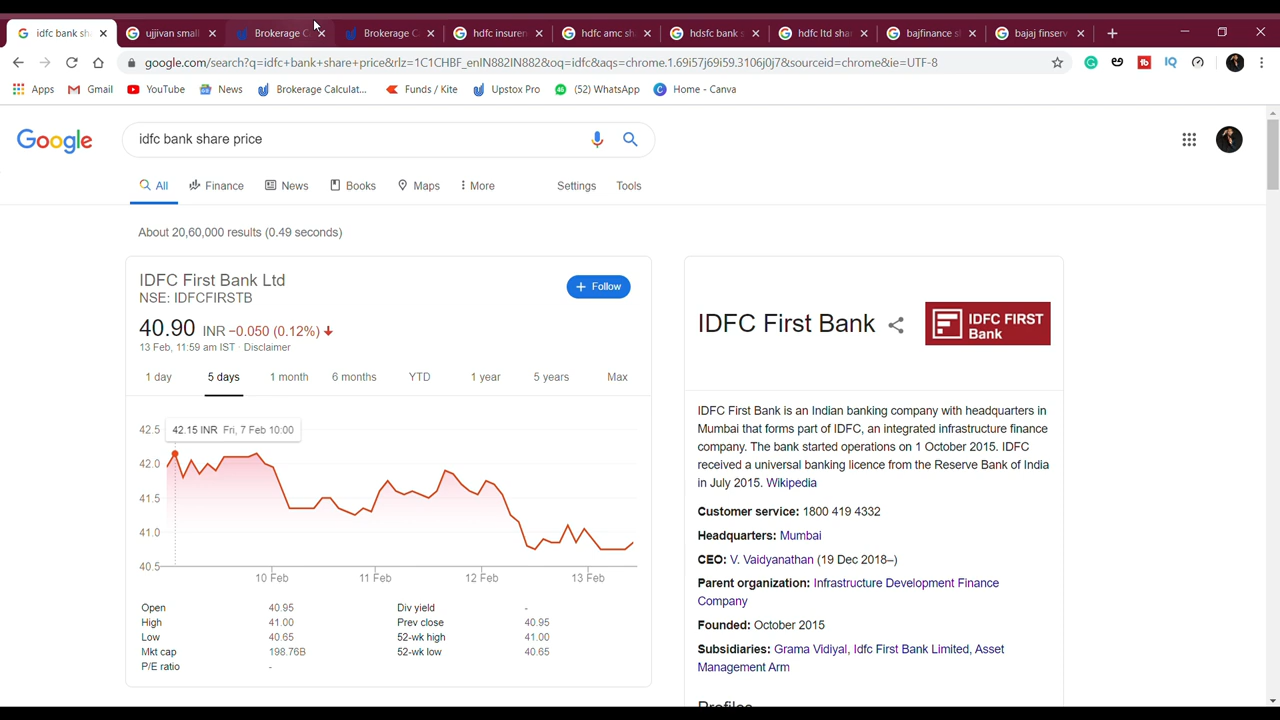 idfc bank sh
ujjivan small
Brokerage C
Brokerage C
hdfc insuren
hdfc amc sh
hdsfc bank s
hdfc ltd shar
bajfinance s
bajaj finserv
google.com/search?q=idfc+bank+share+price&rlz=1C1CHBF_enIN882IN882&oq=idfc&aqs=chrome.1.69i57j69i59.3106j0j7&sourceid=chrome&ie=UTF-8
Apps
Gmail
YouTube
News
Brokerage Calculat...
Funds / Kite
Upstox Pro
(52) WhatsApp
Home - Canva
Google
idfc bank share price
All
Finance
News
Books
Maps
More
Settings
Tools
About 20,60,000 results (0.49 seconds)
IDFC First Bank Ltd
NSE: IDFCFIRSTB
Follow
40.90 INR −0.050 (0.12%)
13 Feb, 11:59 am IST · Disclaimer
1 day
5 days
1 month
6 months
YTD
1 year
5 years
Max
42.15 INR Fri, 7 Feb 10:00
42.5
42.0
41.5
41.0
40.5
10 Feb
11 Feb
12 Feb
13 Feb
Open 40.95
High 41.00
Low 40.65
Mkt cap 198.76B
P/E ratio -
Div yield -
Prev close 40.95
52-wk high 41.00
52-wk low 40.65
IDFC First Bank
IDFC FIRST
Bank
IDFC First Bank is an Indian banking company with headquarters in
Mumbai that forms part of IDFC, an integrated infrastructure finance
company. The bank started operations on 1 October 2015. IDFC
received a universal banking licence from the Reserve Bank of India
in July 2015. Wikipedia
Customer service: 1800 419 4332
Headquarters: Mumbai
CEO: V. Vaidyanathan (19 Dec 2018–)
Parent organization: Infrastructure Development Finance
Company
Founded: October 2015
Subsidiaries: Grama Vidiyal, Idfc First Bank Limited, Asset
Management Arm
Profiles